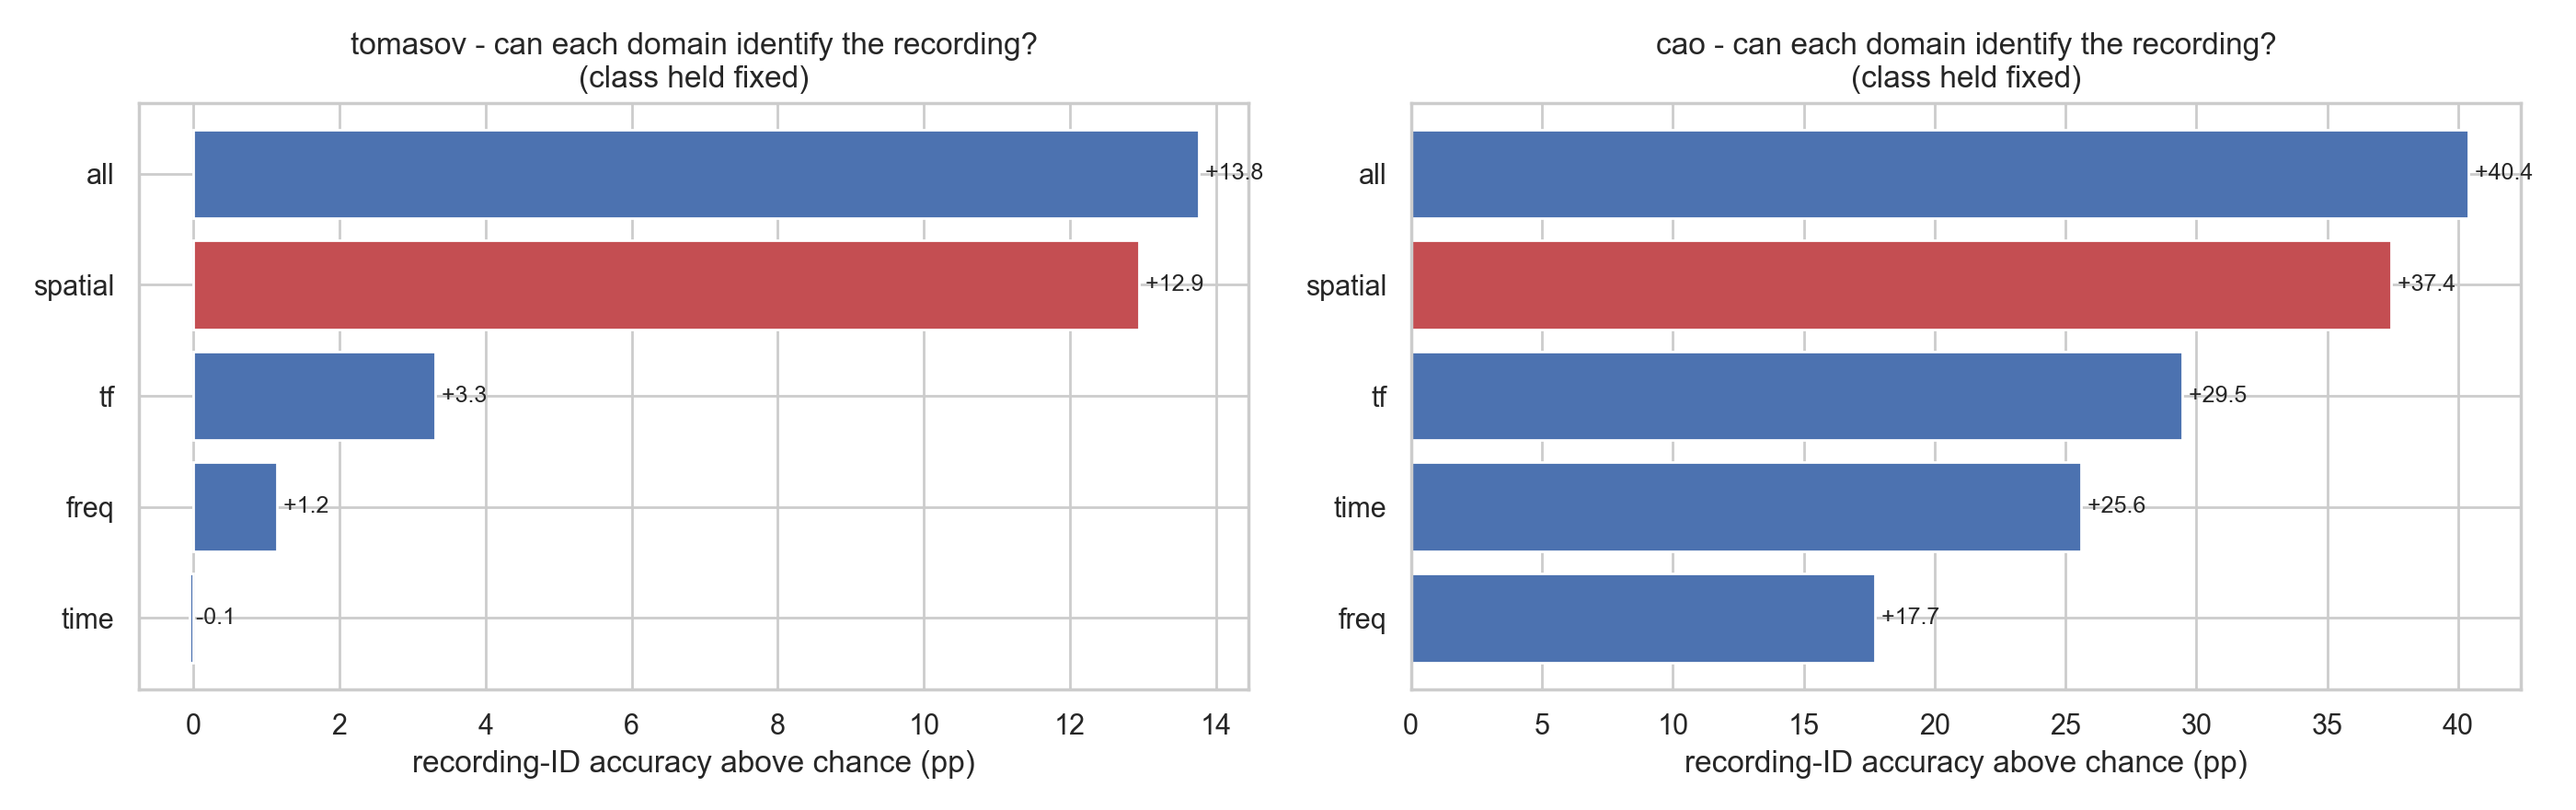 tomasov - can each domain identify the recording?
(class held fixed)
all
spatial
tf
freq
time
+13.8
+12.9
+3.3
+1.2
-0.1
0 2 4 6 8 10 12 14
recording-ID accuracy above chance (pp)
cao - can each domain identify the recording?
(class held fixed)
all
spatial
tf
time
freq
+40.4
+37.4
+29.5
+25.6
+17.7
0 5 10 15 20 25 30 35 40
recording-ID accuracy above chance (pp)